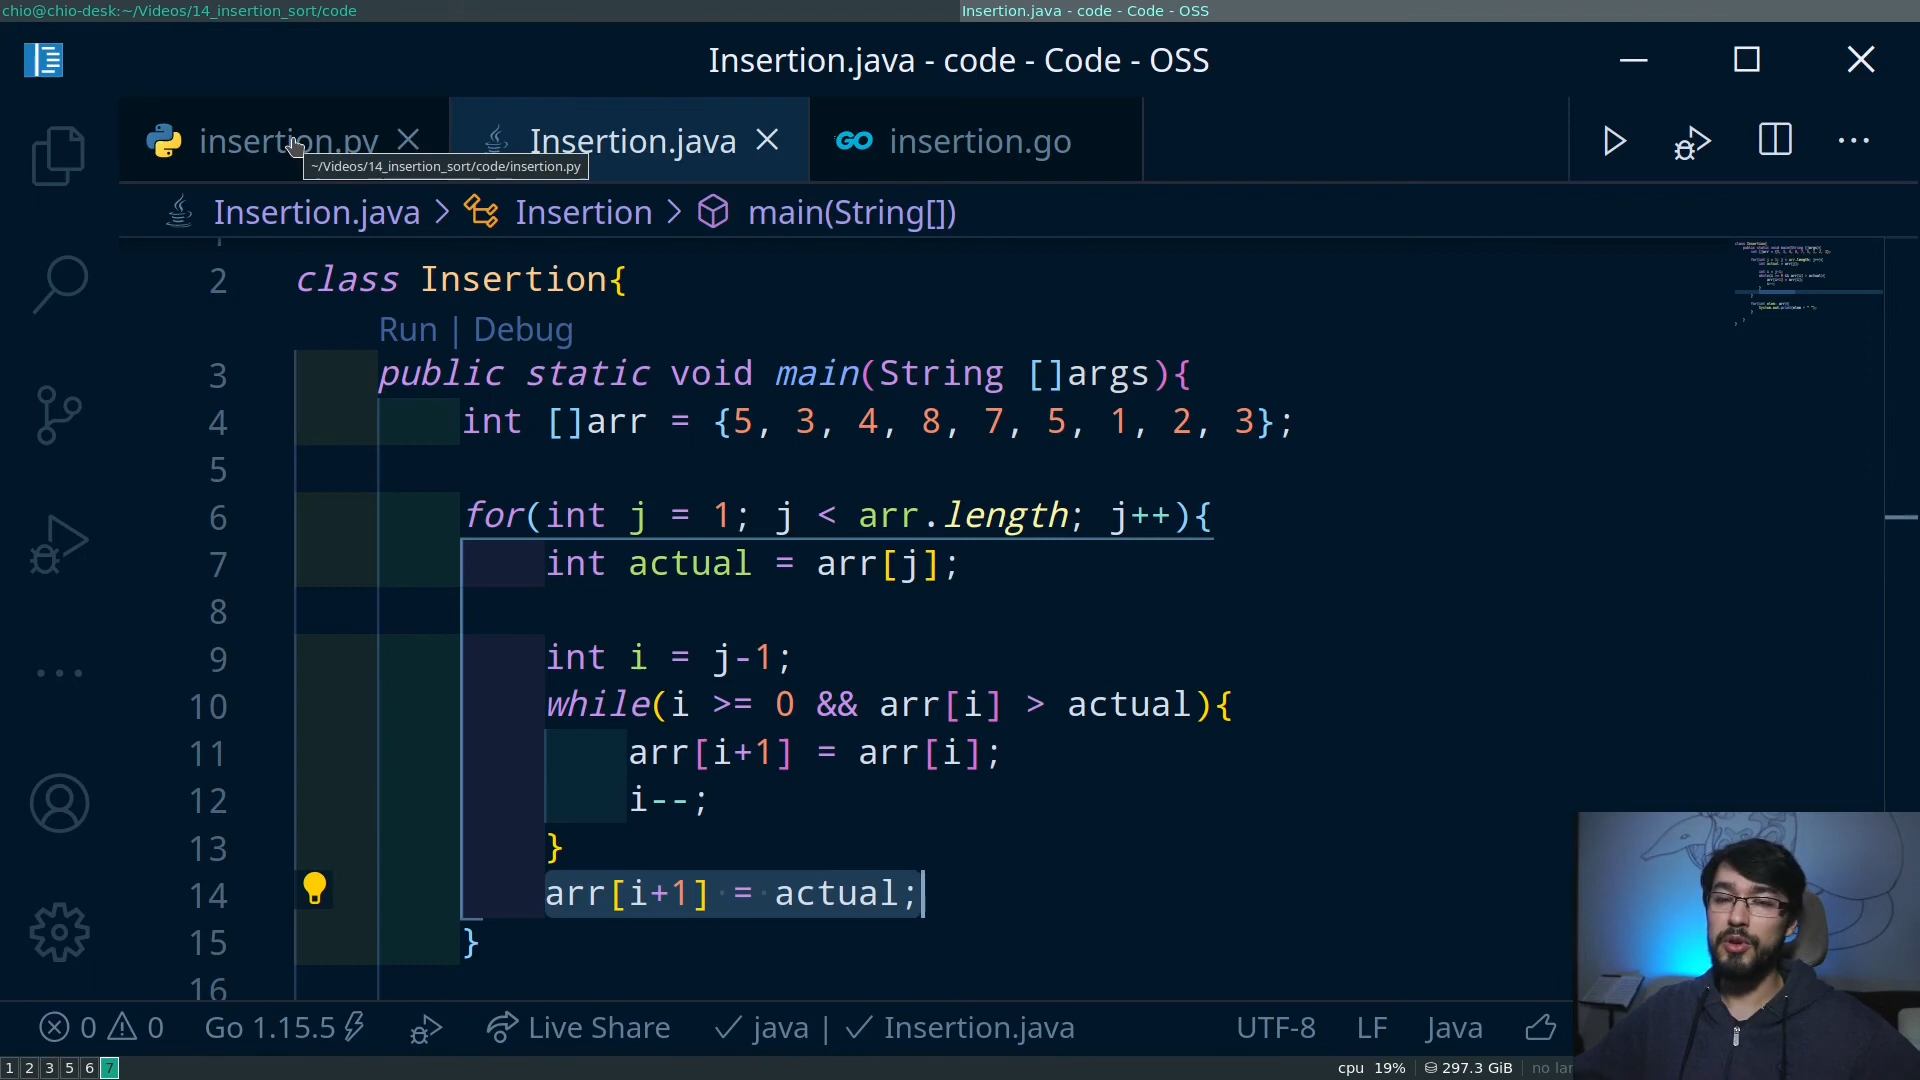 chio@chio-desk:~/Videos/14_insertion_sort/code
Insertion.java - code - Code - OSS
Insertion.java - code - Code - OSS
insertion.py
Insertion.java
GO insertion.go
~/Videos/14_insertion_sort/code/insertion.py
Insertion.java > Insertion > main(String[])
2 class Insertion{
Run | Debug
3 public static void main(String []args){
4 int []arr = {5, 3, 4, 8, 7, 5, 1, 2, 3};
5
6 for(int j = 1; j < arr.length; j++){
7 int actual = arr[j];
8
9 int i = j-1;
10 while(i >= 0 && arr[i] > actual){
11 arr[i+1] = arr[i];
12 i--;
13 }
14 arr[i+1] = actual;
15 }
16
0 0 Go 1.15.5 Live Share java | Insertion.java UTF-8 LF Java
1 2 3 5 6 7 cpu 19% 297.3 GiB no